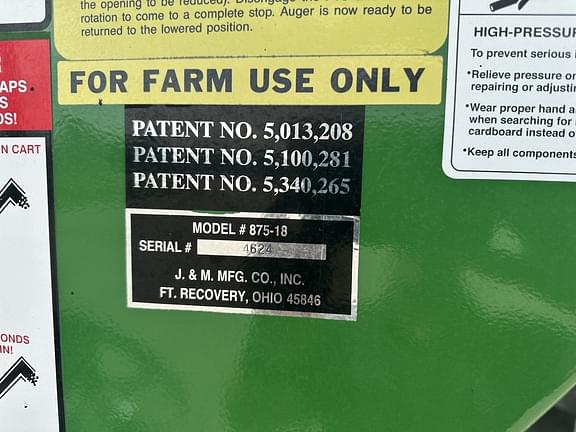 the opening to be reduced). Disengage the
rotation to come to a complete stop. Auger is now ready to be
returned to the lowered position.
FOR FARM USE ONLY
PATENT NO. 5,013,208
PATENT NO. 5,100,281
PATENT NO. 5,340,265
MODEL # 875-18
SERIAL # 4624
J. & M. MFG. CO., INC.
FT. RECOVERY, OHIO 45846
HIGH-PRESSU
To prevent serious
•Relieve pressure
repairing or
•Wear proper hand
when searching for
cardboard instead
•Keep all components
APS
S
DS!
N CART
ONDS
IN!